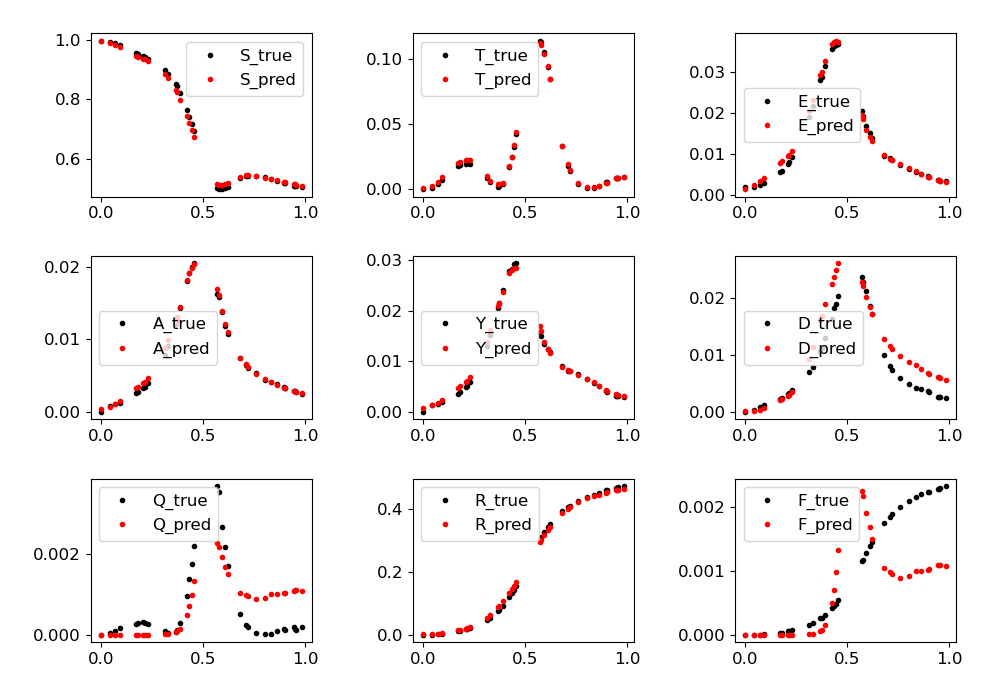 1.0
0.8
0.6
0.0 0.5 1.0
S_true
S_pred
0.10
0.05
0.00
0.0 0.5 1.0
T_true
T_pred
0.03
0.02
0.01
0.00
0.0 0.5 1.0
E_true
E_pred
0.02
0.01
0.00
0.0 0.5 1.0
A_true
A_pred
0.03
0.02
0.01
0.00
0.0 0.5 1.0
Y_true
Y_pred
0.02
0.01
0.00
0.0 0.5 1.0
D_true
D_pred
0.002
0.000
0.0 0.5 1.0
Q_true
Q_pred
0.4
0.2
0.0
0.0 0.5 1.0
R_true
R_pred
0.002
0.001
0.000
0.0 0.5 1.0
F_true
F_pred